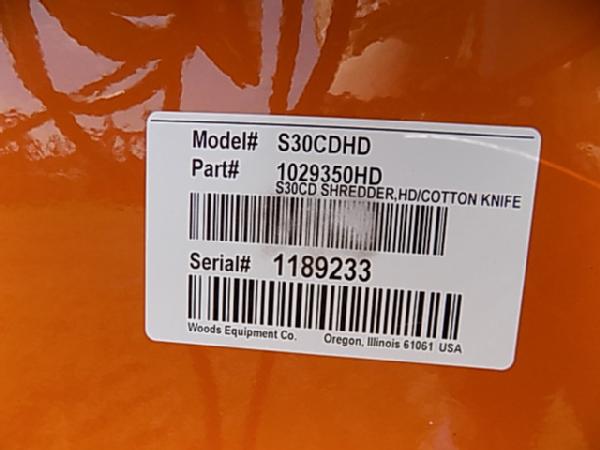 Model# S30CDHD
Part# 1029350HD
S30CD SHREDDER,HD/COTTON KNIFE
Serial# 1189233
Woods Equipment Co. Oregon, Illinois 61061 USA